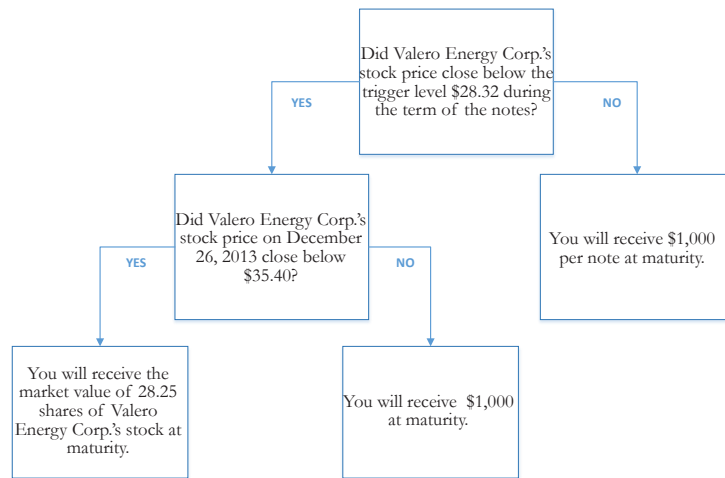 Did Valero Energy Corp.'s
stock price close below the
trigger level $28.32 during
the term of the notes?
YES
NO
Did Valero Energy Corp.'s
stock price on December
26, 2013 close below
$35.40?
You will receive $1,000
per note at maturity.
YES
NO
You will receive the
market value of 28.25
shares of Valero
Energy Corp.'s stock at
maturity.
You will receive $1,000
at maturity.